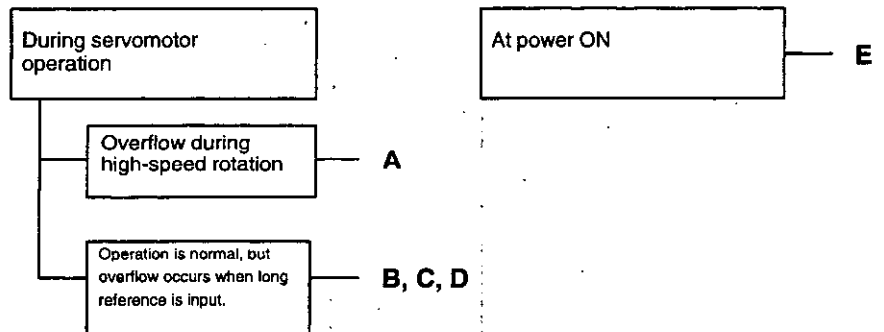 During servomotor
operation
At power ON
E
Overflow during
high-speed rotation
A
Operation is normal, but
overflow occurs when long
reference is input.
B, C, D